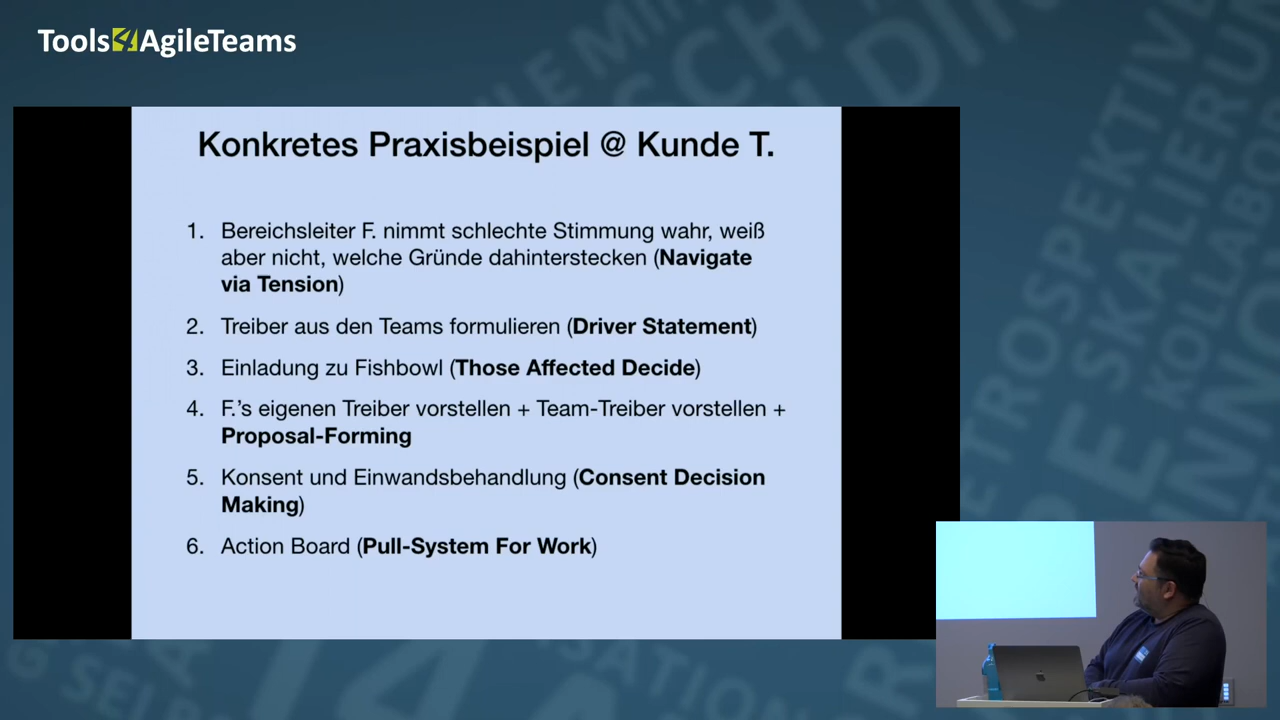 Tools4AgileTeams
Konkretes Praxisbeispiel @ Kunde T.
1. Bereichsleiter F. nimmt schlechte Stimmung wahr, weiß
aber nicht, welche Gründe dahinterstecken (Navigate
via Tension)
2. Treiber aus den Teams formulieren (Driver Statement)
3. Einladung zu Fishbowl (Those Affected Decide)
4. F.'s eigenen Treiber vorstellen + Team-Treiber vorstellen +
Proposal-Forming
5. Konsent und Einwandsbehandlung (Consent Decision
Making)
6. Action Board (Pull-System For Work)